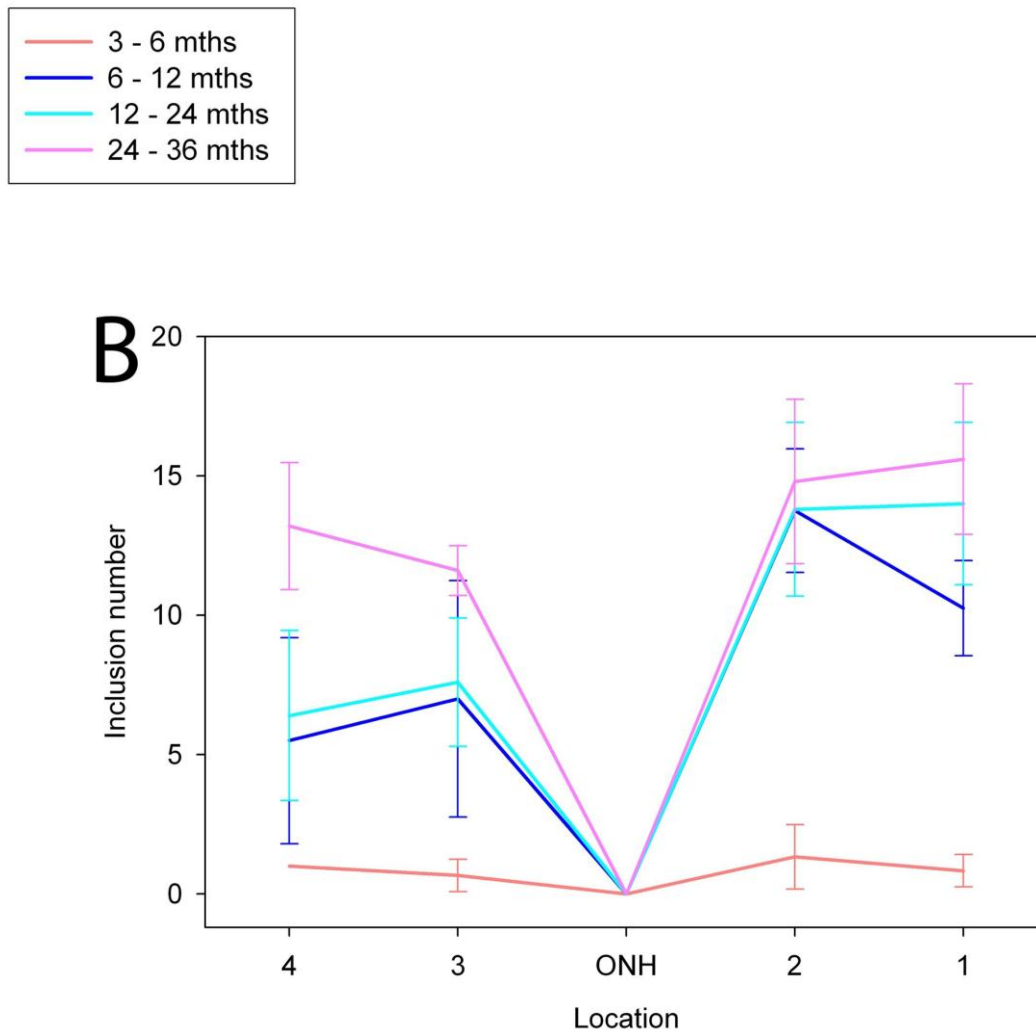 3 - 6 mths
6 - 12 mths
12 - 24 mths
24 - 36 mths
B
20
15
10
5
0
Inclusion number
4 3 ONH 2 1
Location